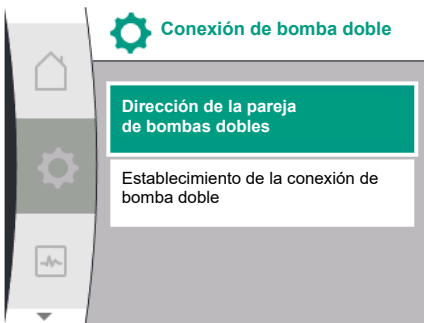 Conexión de bomba doble
Dirección de la pareja
de bombas dobles
Establecimiento de la conexión de
bomba doble